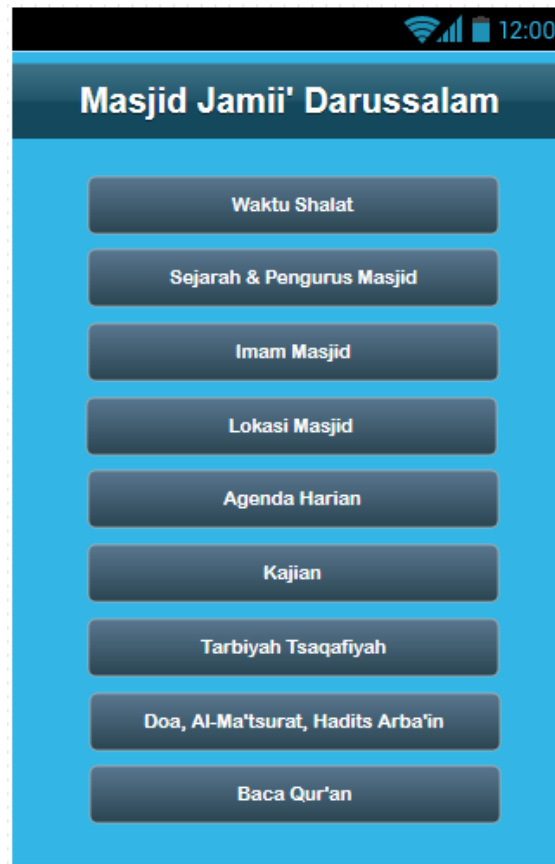 12:00
Masjid Jamii' Darussalam
Waktu Shalat
Sejarah & Pengurus Masjid
Imam Masjid
Lokasi Masjid
Agenda Harian
Kajian
Tarbiyah Tsaqafiyah
Doa, Al-Ma'tsurat, Hadits Arba'in
Baca Qur'an